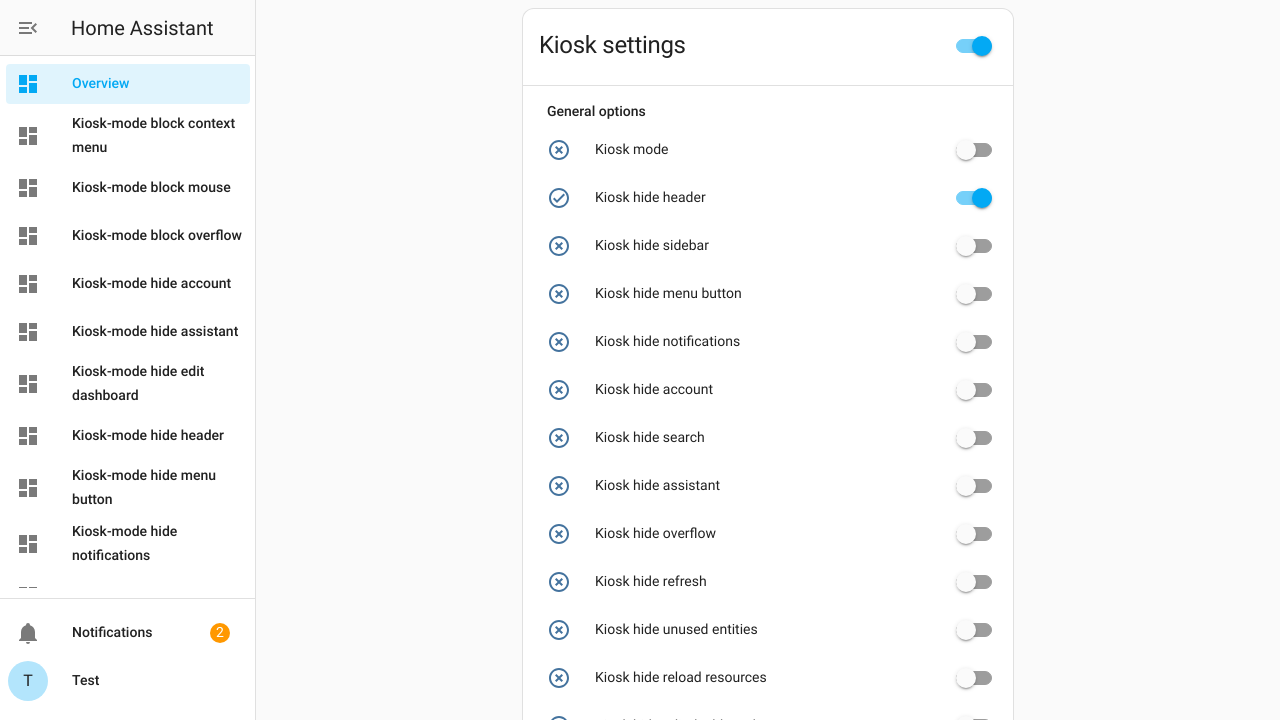 Home Assistant
Overview
Kiosk-mode block context
menu
Kiosk-mode block mouse
Kiosk-mode block overflow
Kiosk-mode hide account
Kiosk-mode hide assistant
Kiosk-mode hide edit
dashboard
Kiosk-mode hide header
Kiosk-mode hide menu
button
Kiosk-mode hide
notifications
Notifications 2
T Test
Kiosk settings
General options
Kiosk mode
Kiosk hide header
Kiosk hide sidebar
Kiosk hide menu button
Kiosk hide notifications
Kiosk hide account
Kiosk hide search
Kiosk hide assistant
Kiosk hide overflow
Kiosk hide refresh
Kiosk hide unused entities
Kiosk hide reload resources